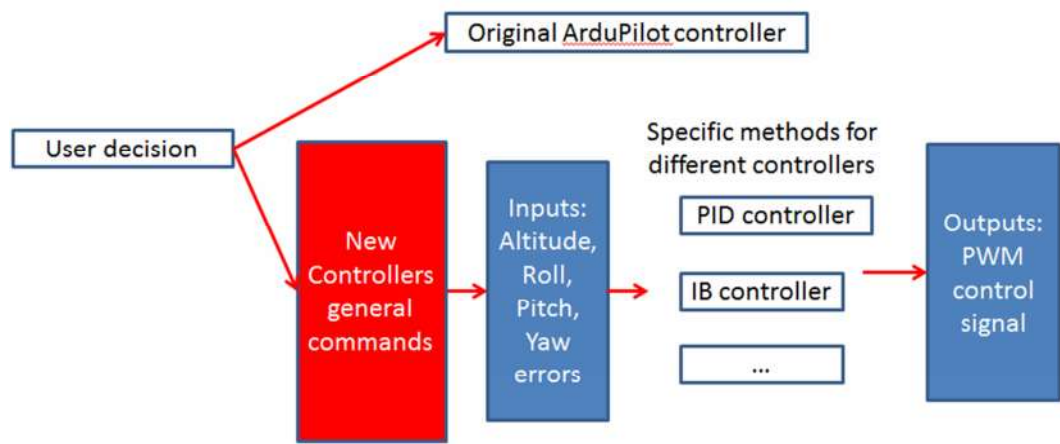 Original ArduPilot controller
User decision
New
Controllers
general
commands
Inputs:
Altitude,
Roll,
Pitch,
Yaw
errors
Specific methods for
different controllers
PID controller
IB controller
...
Outputs:
PWM
control
signal